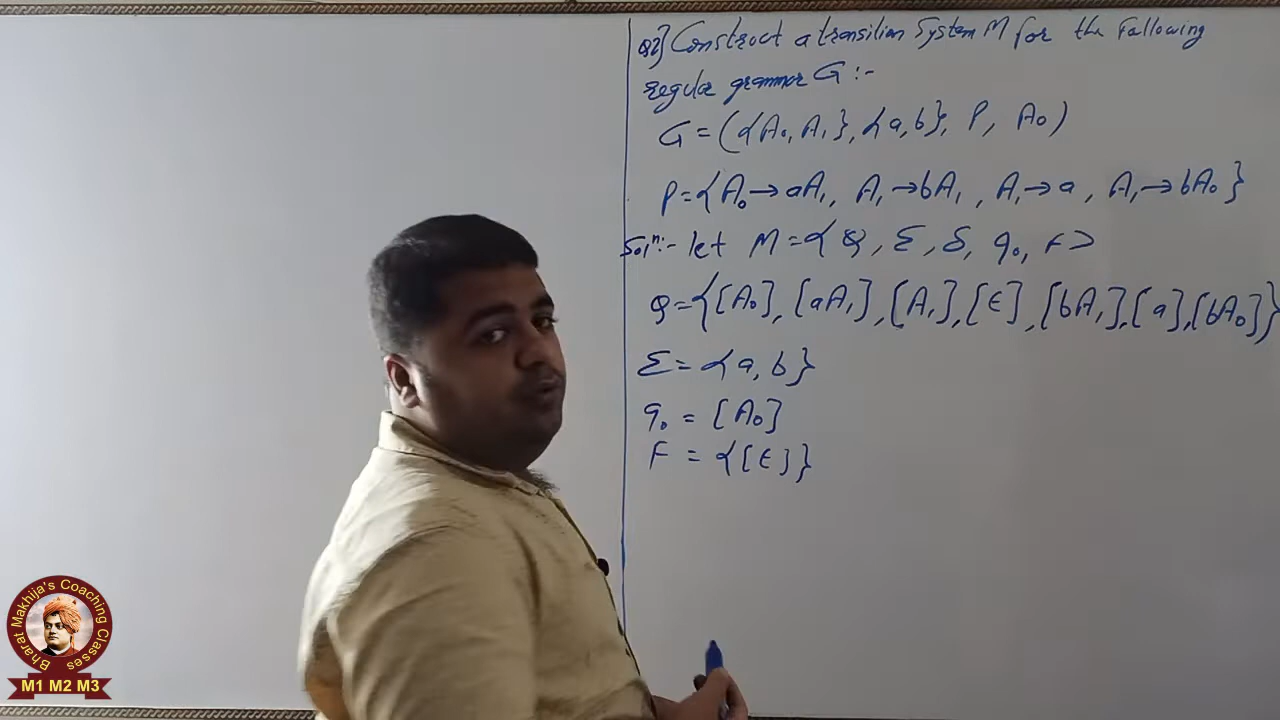 Q2] Construct a transition System M for the Following
regular grammar G :-
G = ({A₀, A₁}, {a, b}, P, A₀)
P = {A₀ → aA₁, A₁ → bA₁, A₁ → a, A₁ → bA₀}
Solⁿ:- let M = { Q, Σ, δ, q₀, F >
Q = {[A₀], [aA₁], [A₁], [ε], [bA₁], [a], [bA₀]}
Σ = {a, b}
q₀ = [A₀]
F = {[ε]}
Bharat Makhija's Coaching Classes
M1 M2 M3